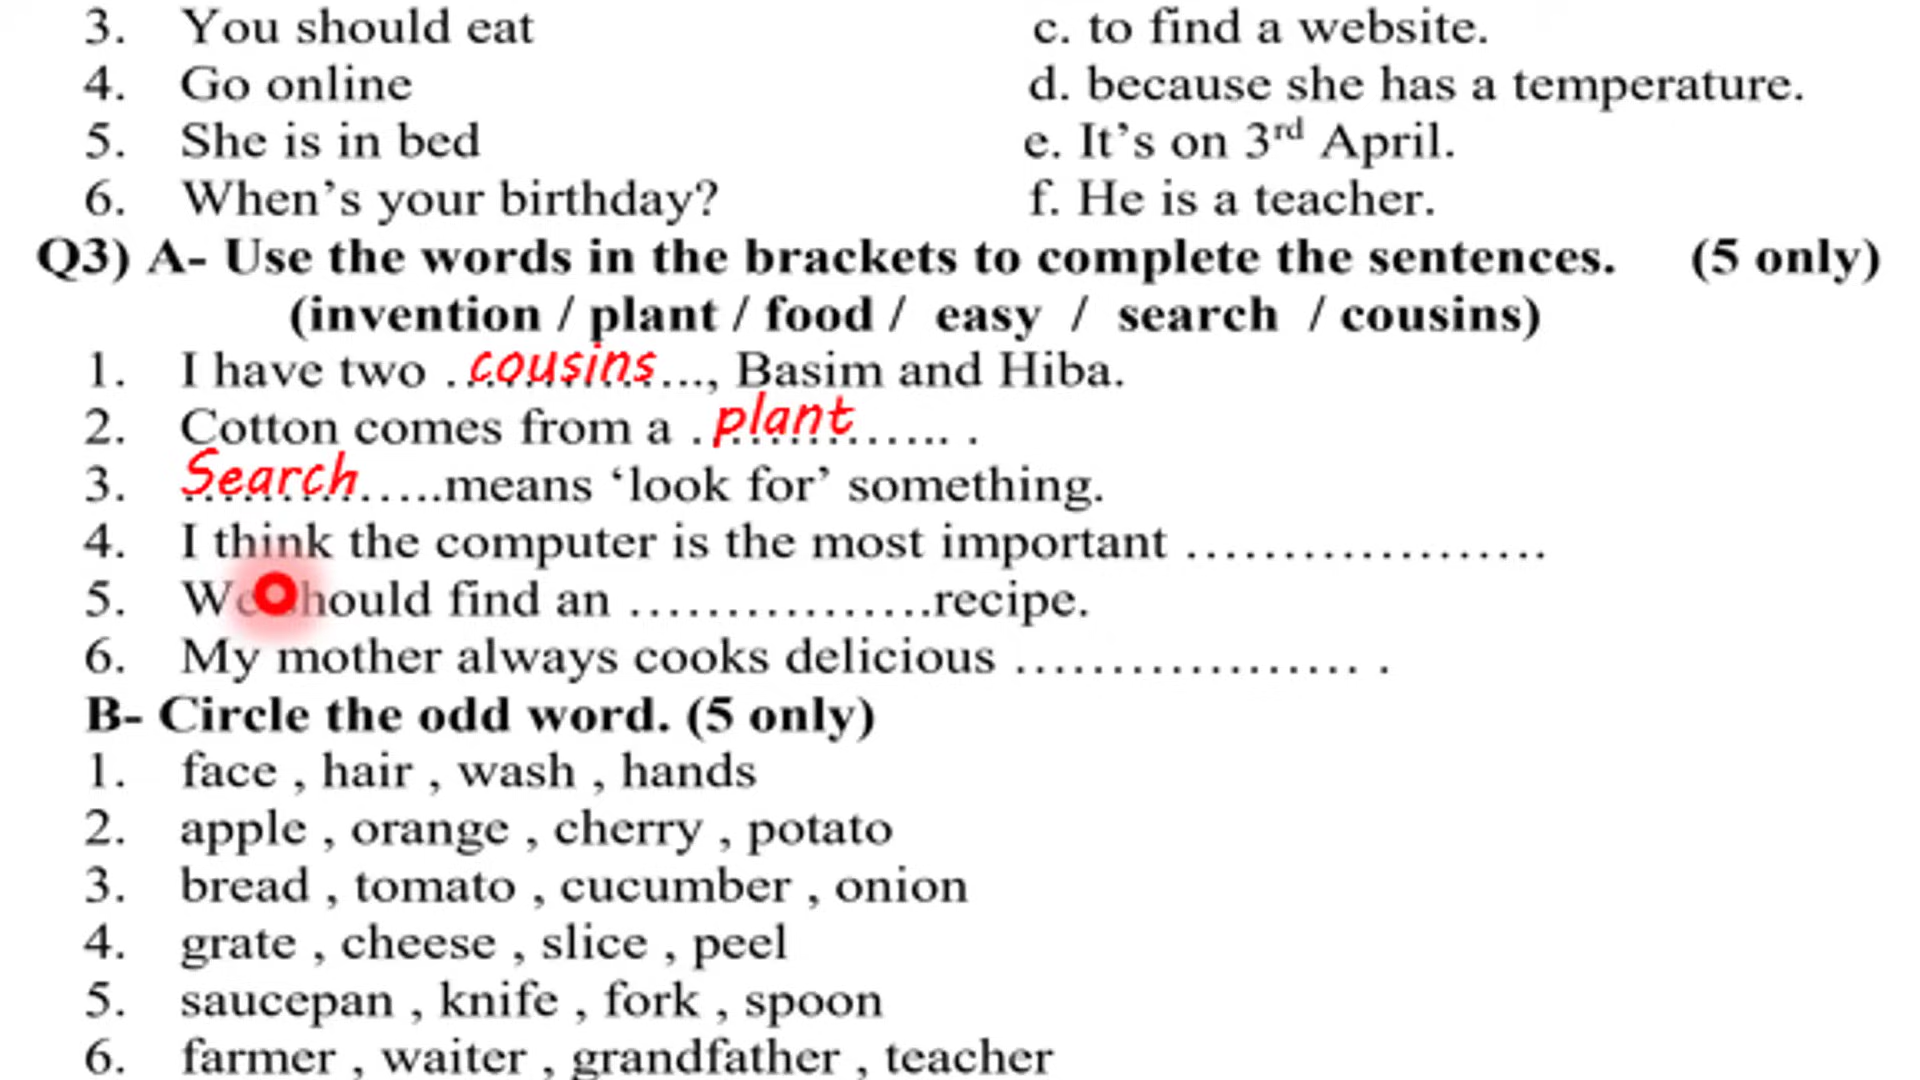 3. You should eat c. to find a website.
4. Go online d. because she has a temperature.
5. She is in bed e. It's on 3rd April.
6. When's your birthday? f. He is a teacher.
Q3) A- Use the words in the brackets to complete the sentences. (5 only)
(invention / plant / food / easy / search / cousins)
1. I have two .cousins..., Basim and Hiba.
2. Cotton comes from a .plant....... .
3. Search.....means ‘look for’ something.
4. I think the computer is the most important ....................
5. We should find an .................recipe.
6. My mother always cooks delicious ................... .
B- Circle the odd word. (5 only)
1. face , hair , wash , hands
2. apple , orange , cherry , potato
3. bread , tomato , cucumber , onion
4. grate , cheese , slice , peel
5. saucepan , knife , fork , spoon
6. farmer , waiter , grandfather , teacher